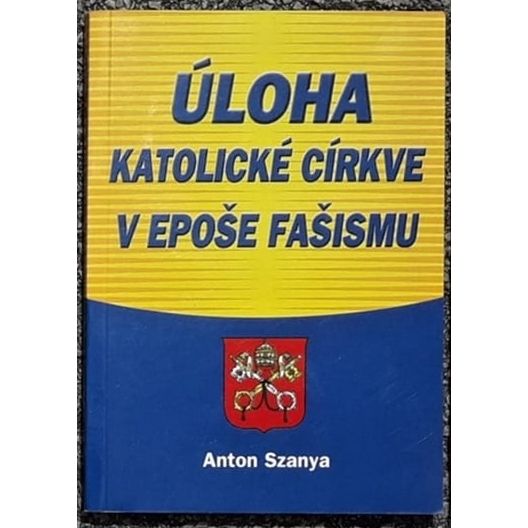 ÚLOHA
KATOLICKÉ CÍRKVE
V EPOŠE FAŠISMU
Anton Szanya